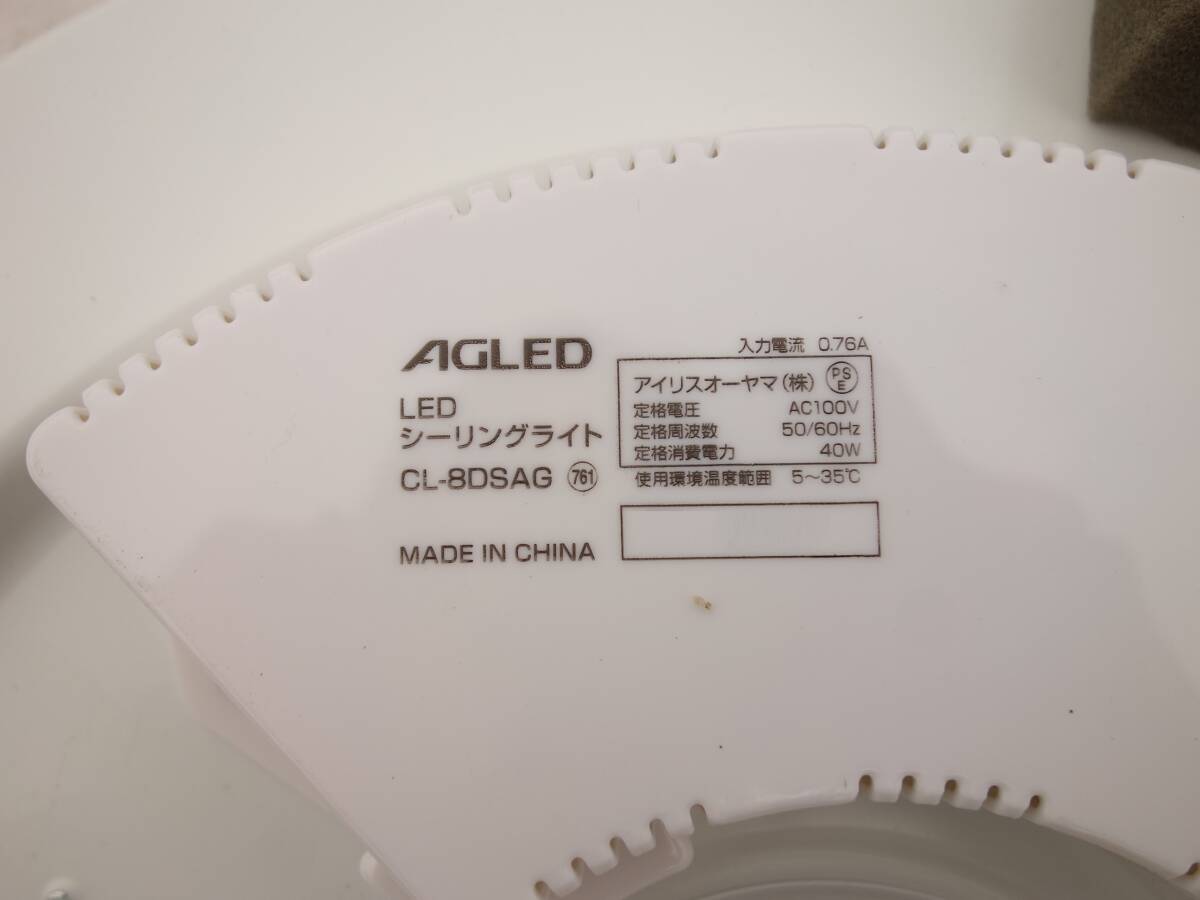 AGLED
LED
シーリングライト
CL-8DSAG 761
MADE IN CHINA
入力電流 0.76A
アイリスオーヤマ(株) PSE
定格電圧 AC100V
定格周波数 50/60Hz
定格消費電力 40W
使用環境温度範囲 5~35℃